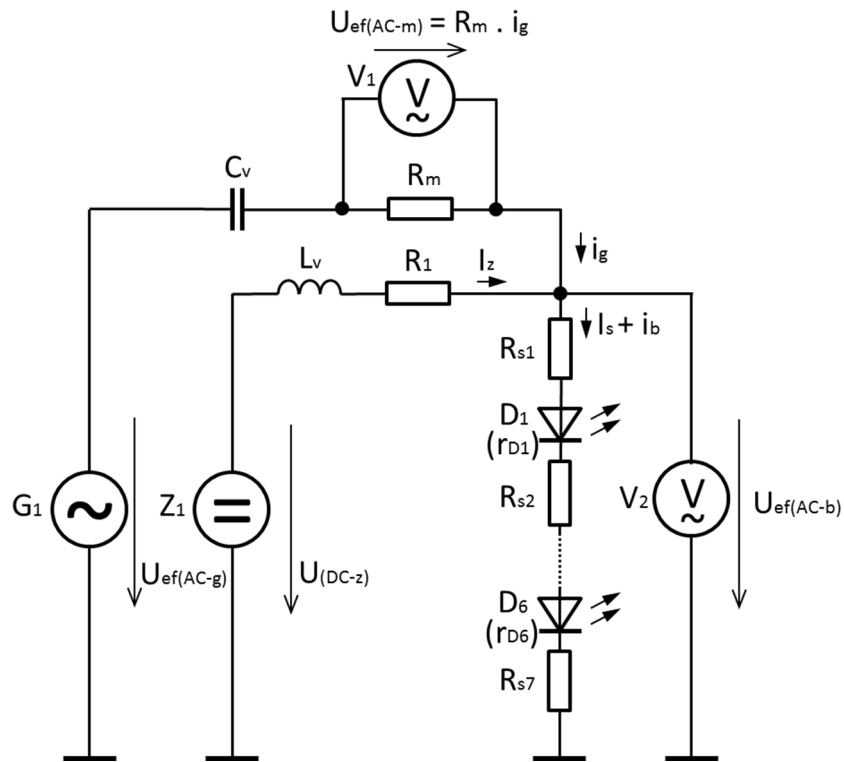 Uef(AC-m) = Rm . ig
V1
V
~
Cv
Rm
ig
Lv
R1
Iz
Is + ib
Rs1
D1
(rD1)
Rs2
G1
~
Z1
=
V2
V
~
Uef(AC-b)
Uef(AC-g)
U(DC-z)
D6
(rD6)
Rs7